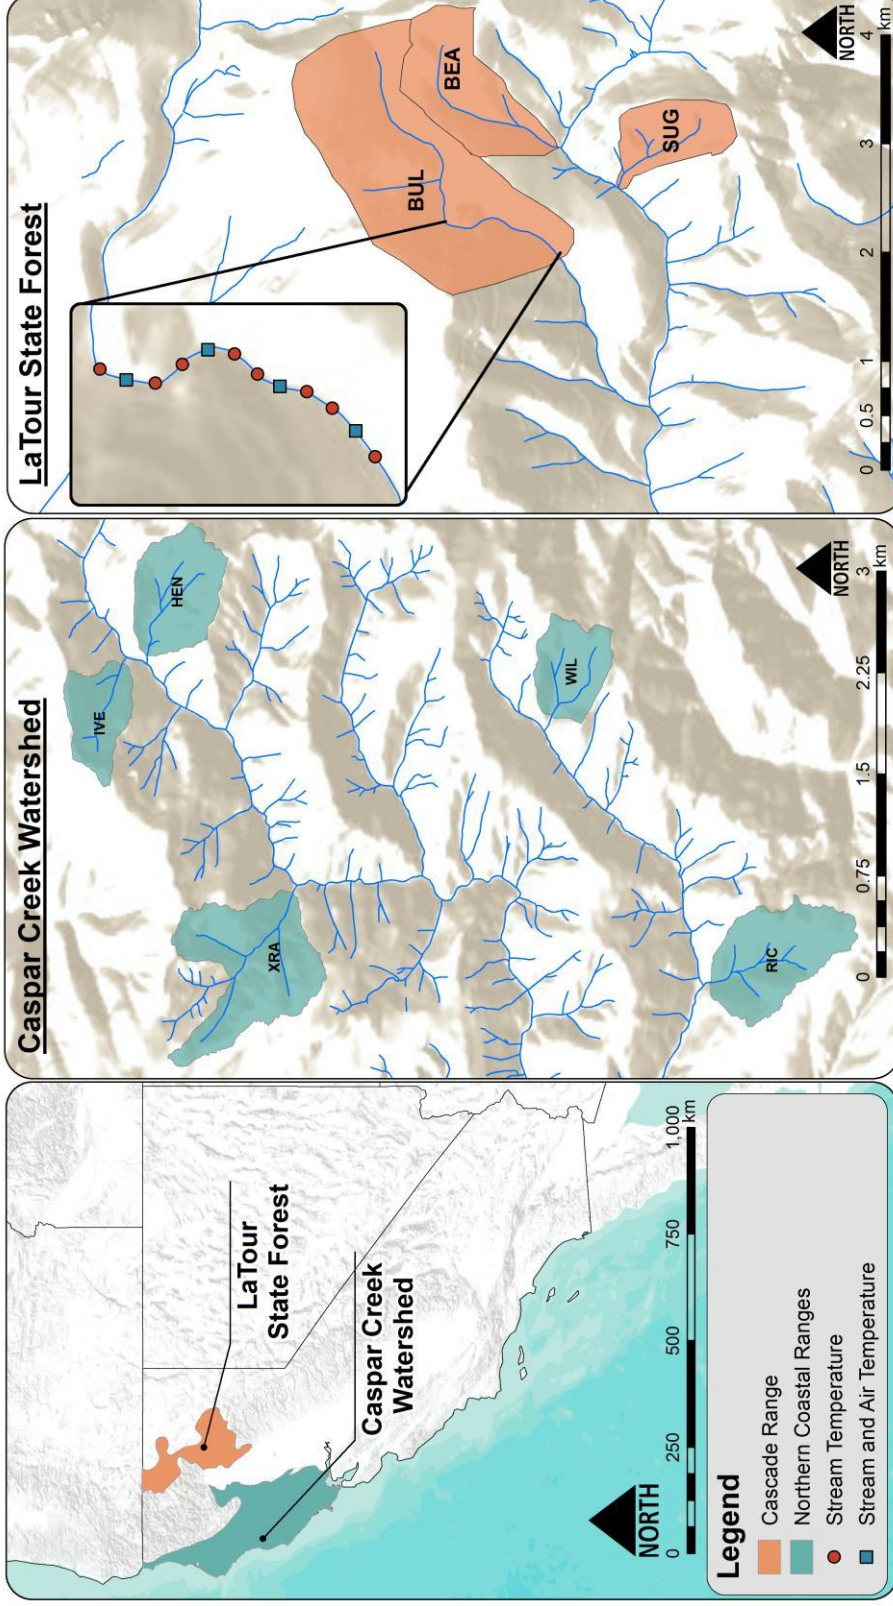 LaTour
State Forest
Caspar Creek
Watershed
NORTH
0 250 500 750 1,000
km
Legend
Cascade Range
Northern Coastal Ranges
Stream Temperature
Stream and Air Temperature
Caspar Creek Watershed
IVE
HEN
XRA
WIL
RIC
NORTH
0 0.75 1.5 2.25 3
km
LaTour State Forest
BUL
BEA
SUG
NORTH
0 0.5 1 2 3 4
km